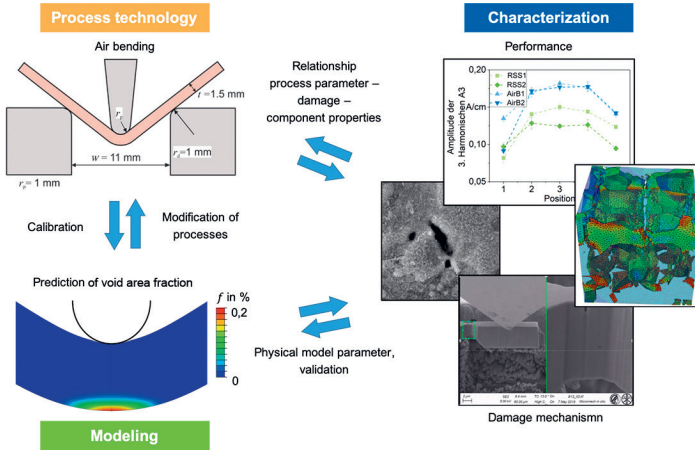 Process technology
Air bending
r_p
t = 1.5 mm
w = 11 mm
r_d = 1 mm
r_p = 1 mm
Relationship
process parameter –
damage –
component properties
Characterization
Performance
Amplitude der
3. Harmonischen A3
0,20
A/cm
0,10
0,05
RSS1
RSS2
AirB1
AirB2
1
2
3
Position
Calibration
Modification of
processes
Prediction of void area fraction
f in %
0,2
0
Physical model parameter,
validation
Modeling
Damage mechanismn